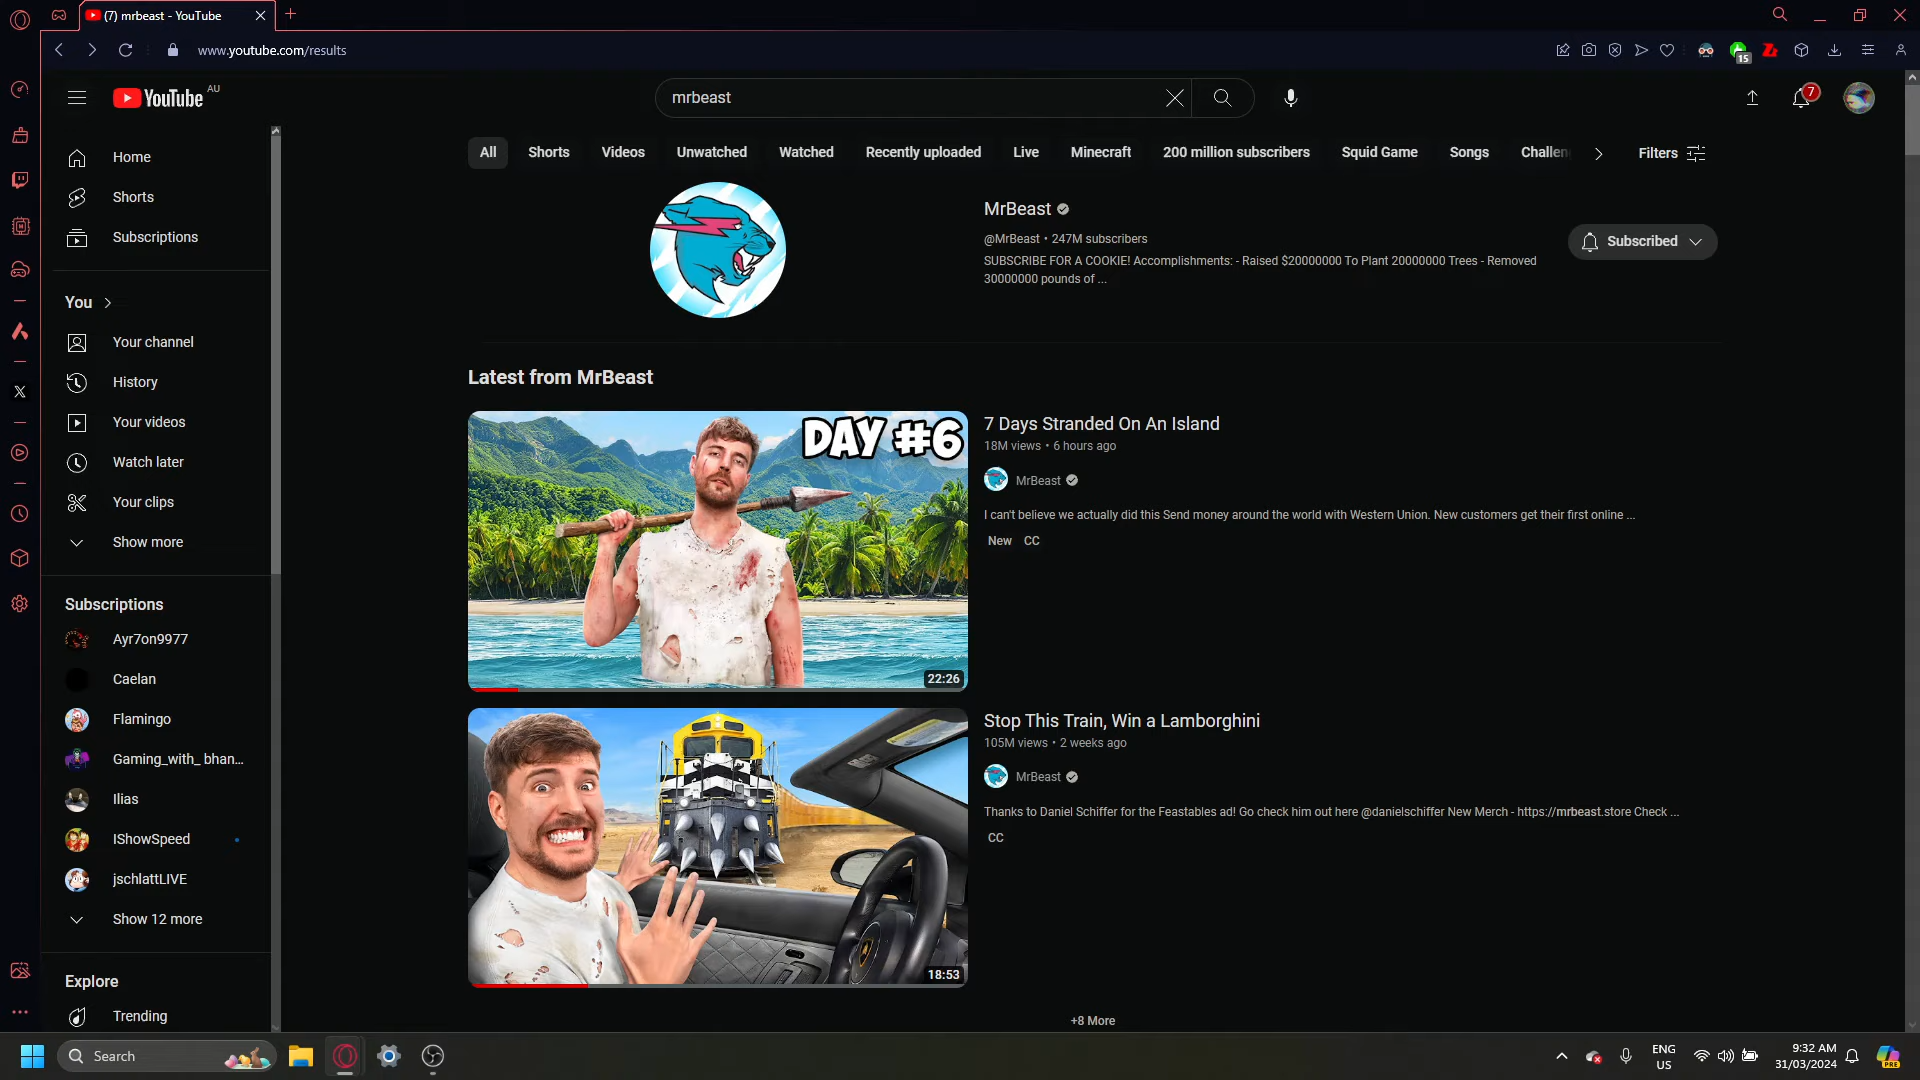 (7) mrbeast - YouTube
www.youtube.com/results
15
YouTube AU
mrbeast
7
Home
Shorts
Subscriptions
You
Your channel
History
Your videos
Watch later
Your clips
Show more
Subscriptions
Ayr7on9977
Caelan
Flamingo
Gaming_with_ bhan...
Ilias
IShowSpeed
jschlattLIVE
Show 12 more
Explore
Trending
All
Shorts
Videos
Unwatched
Watched
Recently uploaded
Live
Minecraft
200 million subscribers
Squid Game
Songs
Challen
Filters
MrBeast
@MrBeast • 247M subscribers
SUBSCRIBE FOR A COOKIE! Accomplishments: - Raised $20000000 To Plant 20000000 Trees - Removed
30000000 pounds of ...
Subscribed
Latest from MrBeast
DAY #6
22:26
7 Days Stranded On An Island
18M views • 6 hours ago
MrBeast
I can't believe we actually did this Send money around the world with Western Union. New customers get their first online ...
New CC
18:53
Stop This Train, Win a Lamborghini
105M views • 2 weeks ago
MrBeast
Thanks to Daniel Schiffer for the Feastables ad! Go check him out here @danielschiffer New Merch - https://mrbeast.store Check ...
CC
+8 More
Search
ENG
US
9:32 AM
31/03/2024
PRE